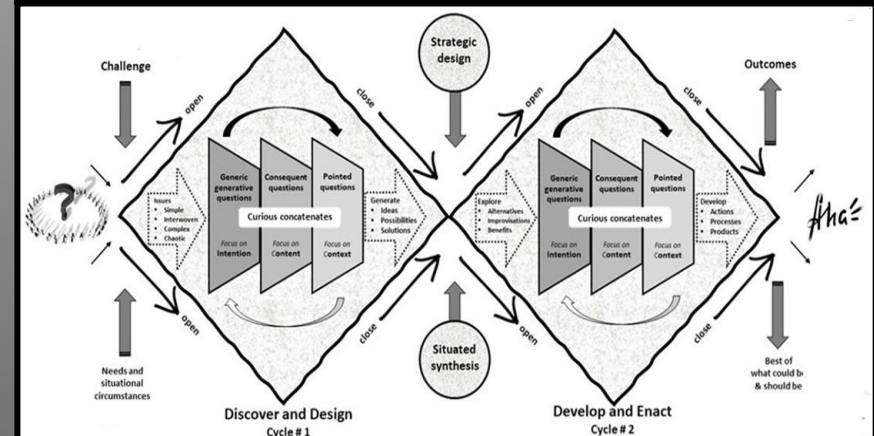 Challenge
Strategic
design
Outcomes
open
close
open
close
?
Issues
• Simple
• Interwoven
• Complex
• Chaotic
Generic
generative
questions
Consequent
questions
Pointed
questions
Curious concatenates
Focus on
Intention
Focus on
Content
Focus on
Context
Generate
• Ideas
• Possibilities
• Solutions
Explore
• Alternatives
• Improvisations
• Benefits
Generic
generative
questions
Consequent
questions
Pointed
questions
Curious concatenates
Focus on
Intention
Focus on
Content
Focus on
Context
Develop
• Actions
• Processes
• Products
Aha
open
close
open
close
Needs and
situational
circumstances
Situated
synthesis
Best of
what could be
& should be
Discover and Design
Cycle # 1
Develop and Enact
Cycle # 2